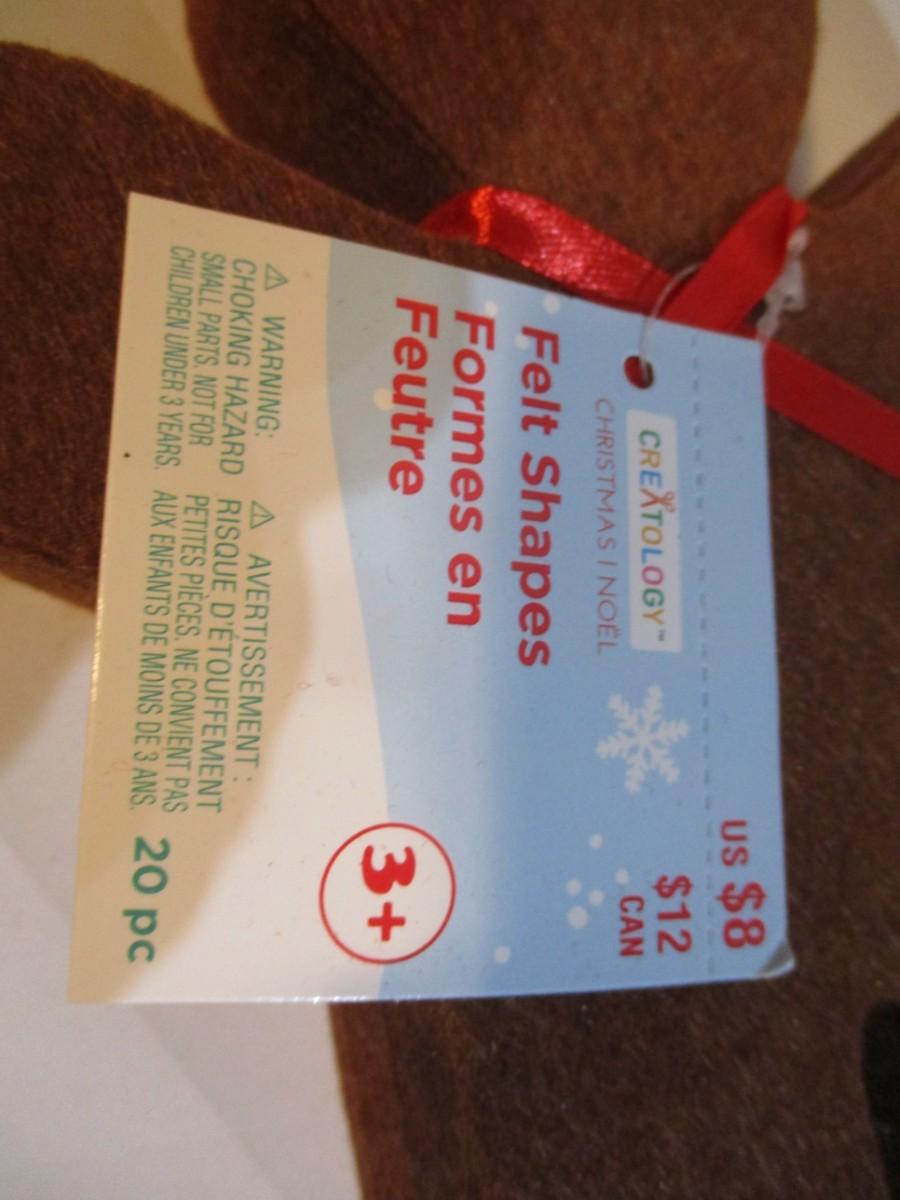 US $8
$12
CAN
CREATOLOGY™
CHRISTMAS | NOËL
Felt Shapes
Formes en
Feutre
3+
⚠ WARNING:
CHOKING HAZARD
SMALL PARTS. NOT FOR
CHILDREN UNDER 3 YEARS.
⚠ AVERTISSEMENT :
RISQUE D'ÉTOUFFEMENT
PETITES PIÈCES. NE CONVIENT PAS
AUX ENFANTS DE MOINS DE 3 ANS.
20 pc